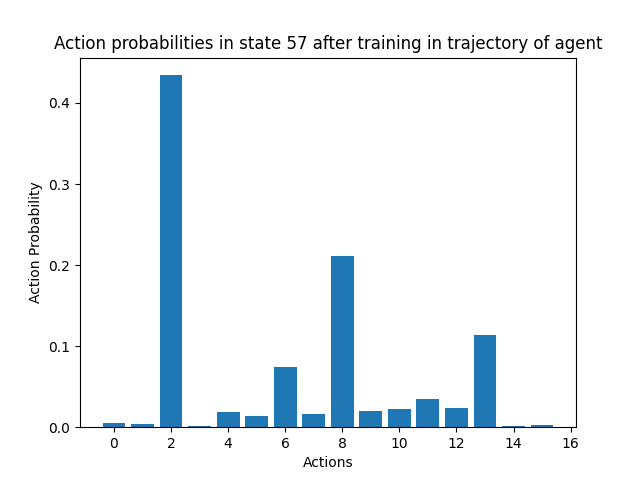 Action probabilities in state 57 after training in trajectory of agent
0.4
0.3
0.2
0.1
0.0
Action Probability
0 2 4 6 8 10 12 14 16
Actions